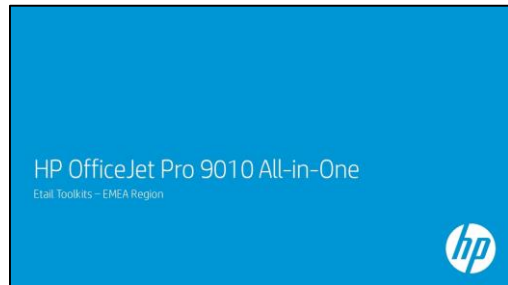 HP OfficeJet Pro 9010 All-in-One
Etail Toolkits – EMEA Region
hp